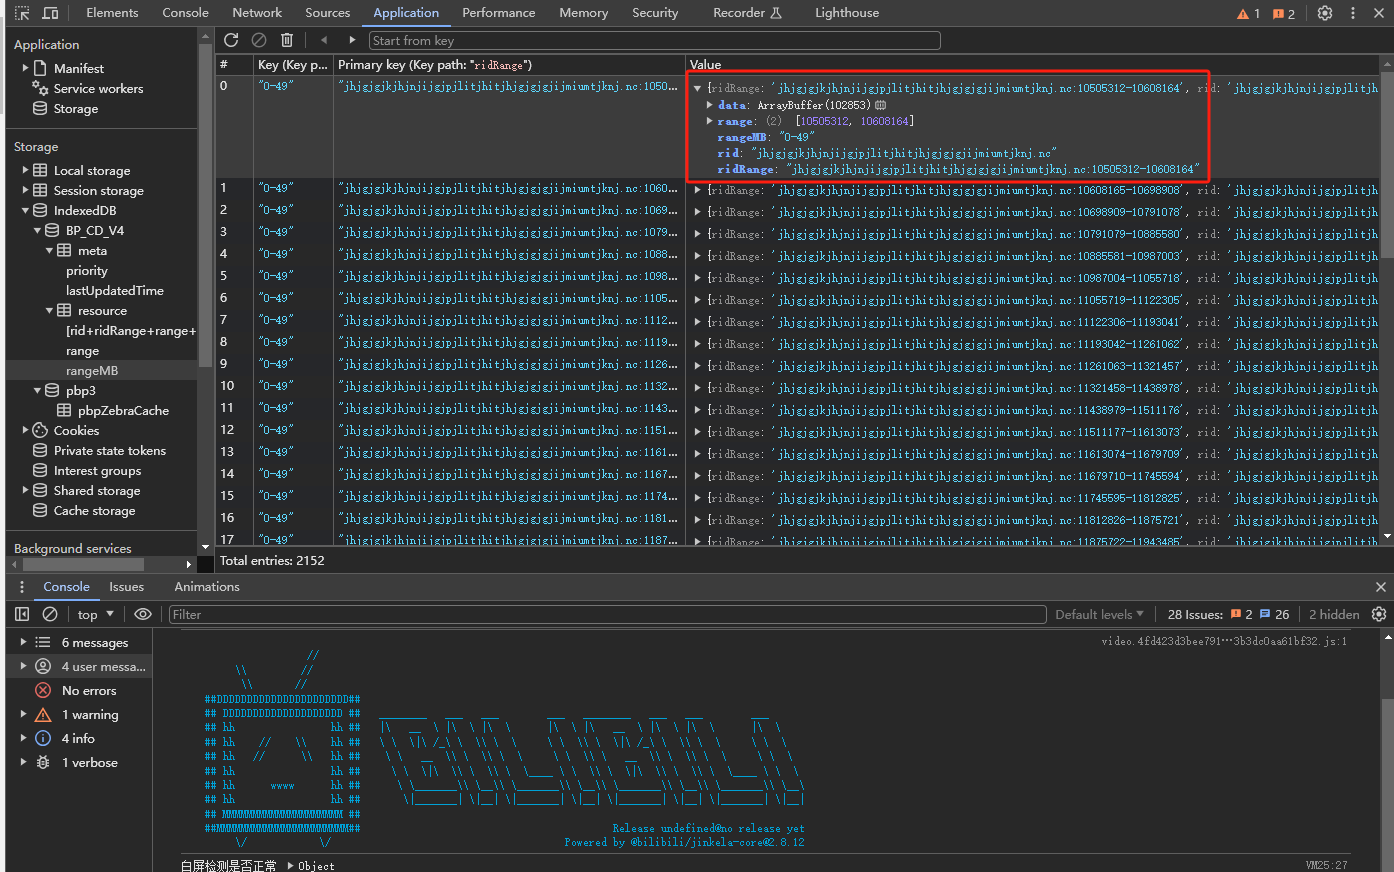 Elements Console Network Sources Application Performance Memory Security Recorder Lighthouse 1 2
Application
Manifest
Service workers
Storage
Storage
Local storage
Session storage
IndexedDB
BP_CD_V4
meta
priority
lastUpdatedTime
resource
[rid+ridRange+range+
range
rangeMB
pbp3
pbpZebraCache
Cookies
Private state tokens
Interest groups
Shared storage
Cache storage
Background services
Start from key
# Key (Key p... Primary key (Key path: "ridRange") Value
0 "0-49" "jhjgjgjkjhjnjijgjpjlitjhitjhjgjgjgjijmiumtjknj.nc:1050... {ridRange: 'jhjgjgjkjhjnjijgjpjlitjhitjhjgjgjgjijmiumtjknj.nc:10505312-10608164', rid: 'jhjgjgjkjhjnjijgjpjlitjh
data: ArrayBuffer(102853)
range: (2) [10505312, 10608164]
rangeMB: "0-49"
rid: "jhjgjgjkjhjnjijgjpjlitjhitjhjgjgjgjijmiumtjknj.nc"
ridRange: "jhjgjgjkjhjnjijgjpjlitjhitjhjgjgjgjijmiumtjknj.nc:10505312-10608164"
1 "0-49" "jhjgjgjkjhjnjijgjpjlitjhitjhjgjgjgjijmiumtjknj.nc:1060... {ridRange: 'jhjgjgjkjhjnjijgjpjlitjhitjhjgjgjgjijmiumtjknj.nc:10608165-10698908', rid: 'jhjgjgjkjhjnjijgjpjlitjh
2 "0-49" "jhjgjgjkjhjnjijgjpjlitjhitjhjgjgjgjijmiumtjknj.nc:1069... {ridRange: 'jhjgjgjkjhjnjijgjpjlitjhitjhjgjgjgjijmiumtjknj.nc:10698909-10791078', rid: 'jhjgjgjkjhjnjijgjpjlitjh
3 "0-49" "jhjgjgjkjhjnjijgjpjlitjhitjhjgjgjgjijmiumtjknj.nc:1079... {ridRange: 'jhjgjgjkjhjnjijgjpjlitjhitjhjgjgjgjijmiumtjknj.nc:10791079-10885580', rid: 'jhjgjgjkjhjnjijgjpjlitjh
4 "0-49" "jhjgjgjkjhjnjijgjpjlitjhitjhjgjgjgjijmiumtjknj.nc:1088... {ridRange: 'jhjgjgjkjhjnjijgjpjlitjhitjhjgjgjgjijmiumtjknj.nc:10885581-10987003', rid: 'jhjgjgjkjhjnjijgjpjlitjh
5 "0-49" "jhjgjgjkjhjnjijgjpjlitjhitjhjgjgjgjijmiumtjknj.nc:1098... {ridRange: 'jhjgjgjkjhjnjijgjpjlitjhitjhjgjgjgjijmiumtjknj.nc:10987004-11055718', rid: 'jhjgjgjkjhjnjijgjpjlitjh
6 "0-49" "jhjgjgjkjhjnjijgjpjlitjhitjhjgjgjgjijmiumtjknj.nc:1105... {ridRange: 'jhjgjgjkjhjnjijgjpjlitjhitjhjgjgjgjijmiumtjknj.nc:11055719-11122305', rid: 'jhjgjgjkjhjnjijgjpjlitjh
7 "0-49" "jhjgjgjkjhjnjijgjpjlitjhitjhjgjgjgjijmiumtjknj.nc:1112... {ridRange: 'jhjgjgjkjhjnjijgjpjlitjhitjhjgjgjgjijmiumtjknj.nc:11122306-11193041', rid: 'jhjgjgjkjhjnjijgjpjlitjh
8 "0-49" "jhjgjgjkjhjnjijgjpjlitjhitjhjgjgjgjijmiumtjknj.nc:1119... {ridRange: 'jhjgjgjkjhjnjijgjpjlitjhitjhjgjgjgjijmiumtjknj.nc:11193042-11261062', rid: 'jhjgjgjkjhjnjijgjpjlitjh
9 "0-49" "jhjgjgjkjhjnjijgjpjlitjhitjhjgjgjgjijmiumtjknj.nc:1126... {ridRange: 'jhjgjgjkjhjnjijgjpjlitjhitjhjgjgjgjijmiumtjknj.nc:11261063-11321457', rid: 'jhjgjgjkjhjnjijgjpjlitjh
10 "0-49" "jhjgjgjkjhjnjijgjpjlitjhitjhjgjgjgjijmiumtjknj.nc:1132... {ridRange: 'jhjgjgjkjhjnjijgjpjlitjhitjhjgjgjgjijmiumtjknj.nc:11321458-11438978', rid: 'jhjgjgjkjhjnjijgjpjlitjh
11 "0-49" "jhjgjgjkjhjnjijgjpjlitjhitjhjgjgjgjijmiumtjknj.nc:1143... {ridRange: 'jhjgjgjkjhjnjijgjpjlitjhitjhjgjgjgjijmiumtjknj.nc:11438979-11511176', rid: 'jhjgjgjkjhjnjijgjpjlitjh
12 "0-49" "jhjgjgjkjhjnjijgjpjlitjhitjhjgjgjgjijmiumtjknj.nc:1151... {ridRange: 'jhjgjgjkjhjnjijgjpjlitjhitjhjgjgjgjijmiumtjknj.nc:11511177-11613073', rid: 'jhjgjgjkjhjnjijgjpjlitjh
13 "0-49" "jhjgjgjkjhjnjijgjpjlitjhitjhjgjgjgjijmiumtjknj.nc:1161... {ridRange: 'jhjgjgjkjhjnjijgjpjlitjhitjhjgjgjgjijmiumtjknj.nc:11613074-11679709', rid: 'jhjgjgjkjhjnjijgjpjlitjh
14 "0-49" "jhjgjgjkjhjnjijgjpjlitjhitjhjgjgjgjijmiumtjknj.nc:1167... {ridRange: 'jhjgjgjkjhjnjijgjpjlitjhitjhjgjgjgjijmiumtjknj.nc:11679710-11745594', rid: 'jhjgjgjkjhjnjijgjpjlitjh
15 "0-49" "jhjgjgjkjhjnjijgjpjlitjhitjhjgjgjgjijmiumtjknj.nc:1174... {ridRange: 'jhjgjgjkjhjnjijgjpjlitjhitjhjgjgjgjijmiumtjknj.nc:11745595-11812825', rid: 'jhjgjgjkjhjnjijgjpjlitjh
16 "0-49" "jhjgjgjkjhjnjijgjpjlitjhitjhjgjgjgjijmiumtjknj.nc:1181... {ridRange: 'jhjgjgjkjhjnjijgjpjlitjhitjhjgjgjgjijmiumtjknj.nc:11812826-11875721', rid: 'jhjgjgjkjhjnjijgjpjlitjh
17 "0-49" "jhjgjgjkjhjnjijgjpjlitjhitjhjgjgjgjijmiumtjknj.nc:1187... {ridRange: 'jhjgjgjkjhjnjijgjpjlitjhitjhjgjgjgjijmiumtjknj.nc:11875722-11943485', rid: 'jhjgjgjkjhjnjijgjpjlitjh
Total entries: 2152
Console Issues Animations
top Filter Default levels 28 Issues: 2 26 2 hidden
6 messages
4 user messa...
No errors
1 warning
4 info
1 verbose
video.4fd423d3bee791…3b3dc0aa61bf32.js:1
BILIBILI
Release undefined@no release yet
Powered by @bilibili/jinkela-core@2.8.12
白屏检测是否正常 Object VM25:27